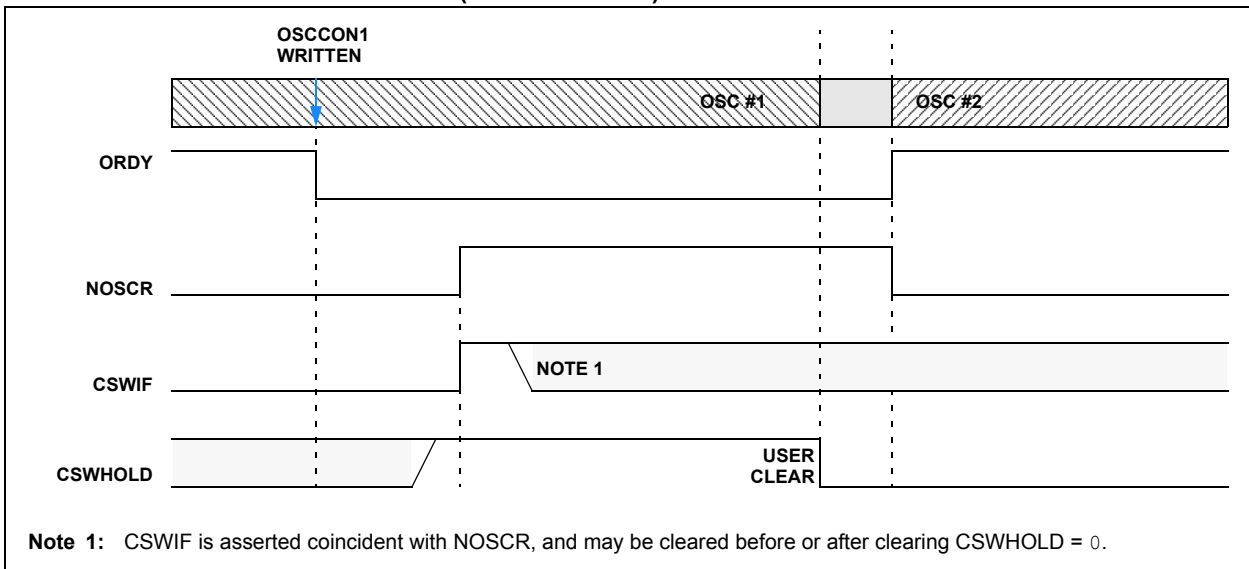 OSCCON1
WRITTEN
OSC #1
OSC #2
ORDY
NOSCR
CSWIF
NOTE 1
CSWHOLD
USER
CLEAR
Note 1: CSWIF is asserted coincident with NOSCR, and may be cleared before or after clearing CSWHOLD = 0.